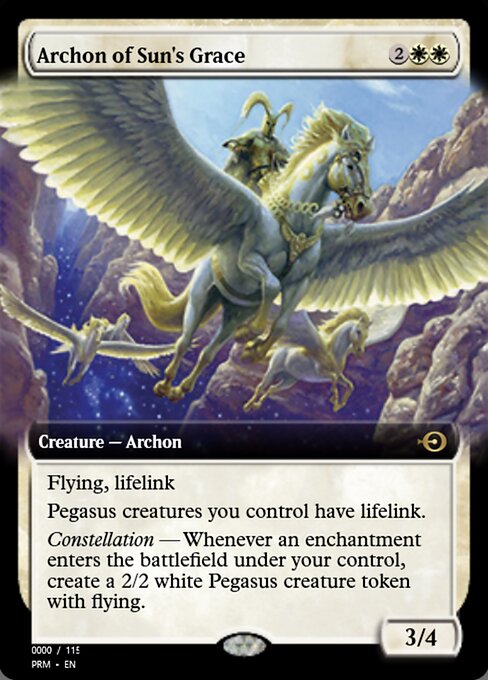 Archon of Sun's Grace 2
Creature — Archon
Flying, lifelink
Pegasus creatures you control have lifelink.
Constellation — Whenever an enchantment
enters the battlefield under your control,
create a 2/2 white Pegasus creature token
with flying.
3/4
0000 / 115
PRM • EN